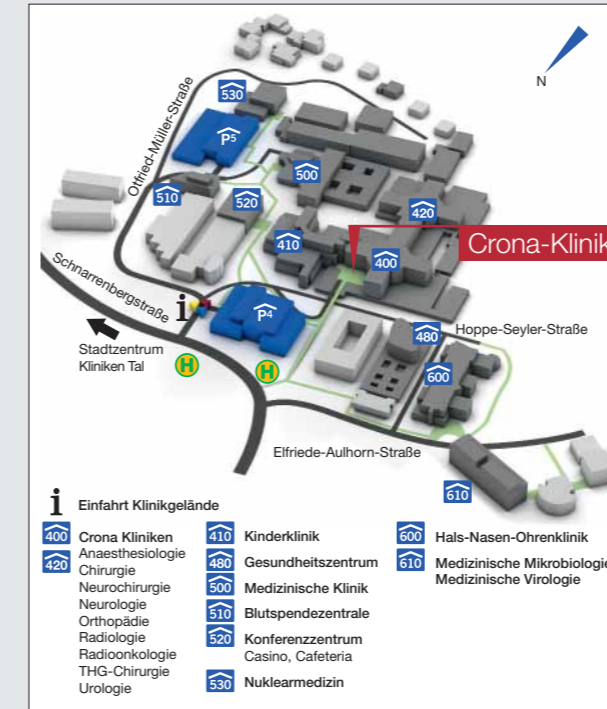 N
530
Otfried-Müller-Straße
P5
500
510
520
420
410
Crona-Klinik
400
Schnarrenbergstraße
i
P4
480
Hoppe-Seyler-Straße
Stadtzentrum
Kliniken Tal
H
H
600
Elfriede-Aulhorn-Straße
610
i Einfahrt Klinikgelände
400 Crona Kliniken
420 Anaesthesiologie
Chirurgie
Neurochirurgie
Neurologie
Orthopädie
Radiologie
Radioonkologie
THG-Chirurgie
Urologie
410 Kinderklinik
480 Gesundheitszentrum
500 Medizinische Klinik
510 Blutspendezentrale
520 Konferenzzentrum
Casino, Cafeteria
530 Nuklearmedizin
600 Hals-Nasen-Ohrenklinik
610 Medizinische Mikrobiologie
Medizinische Virologie